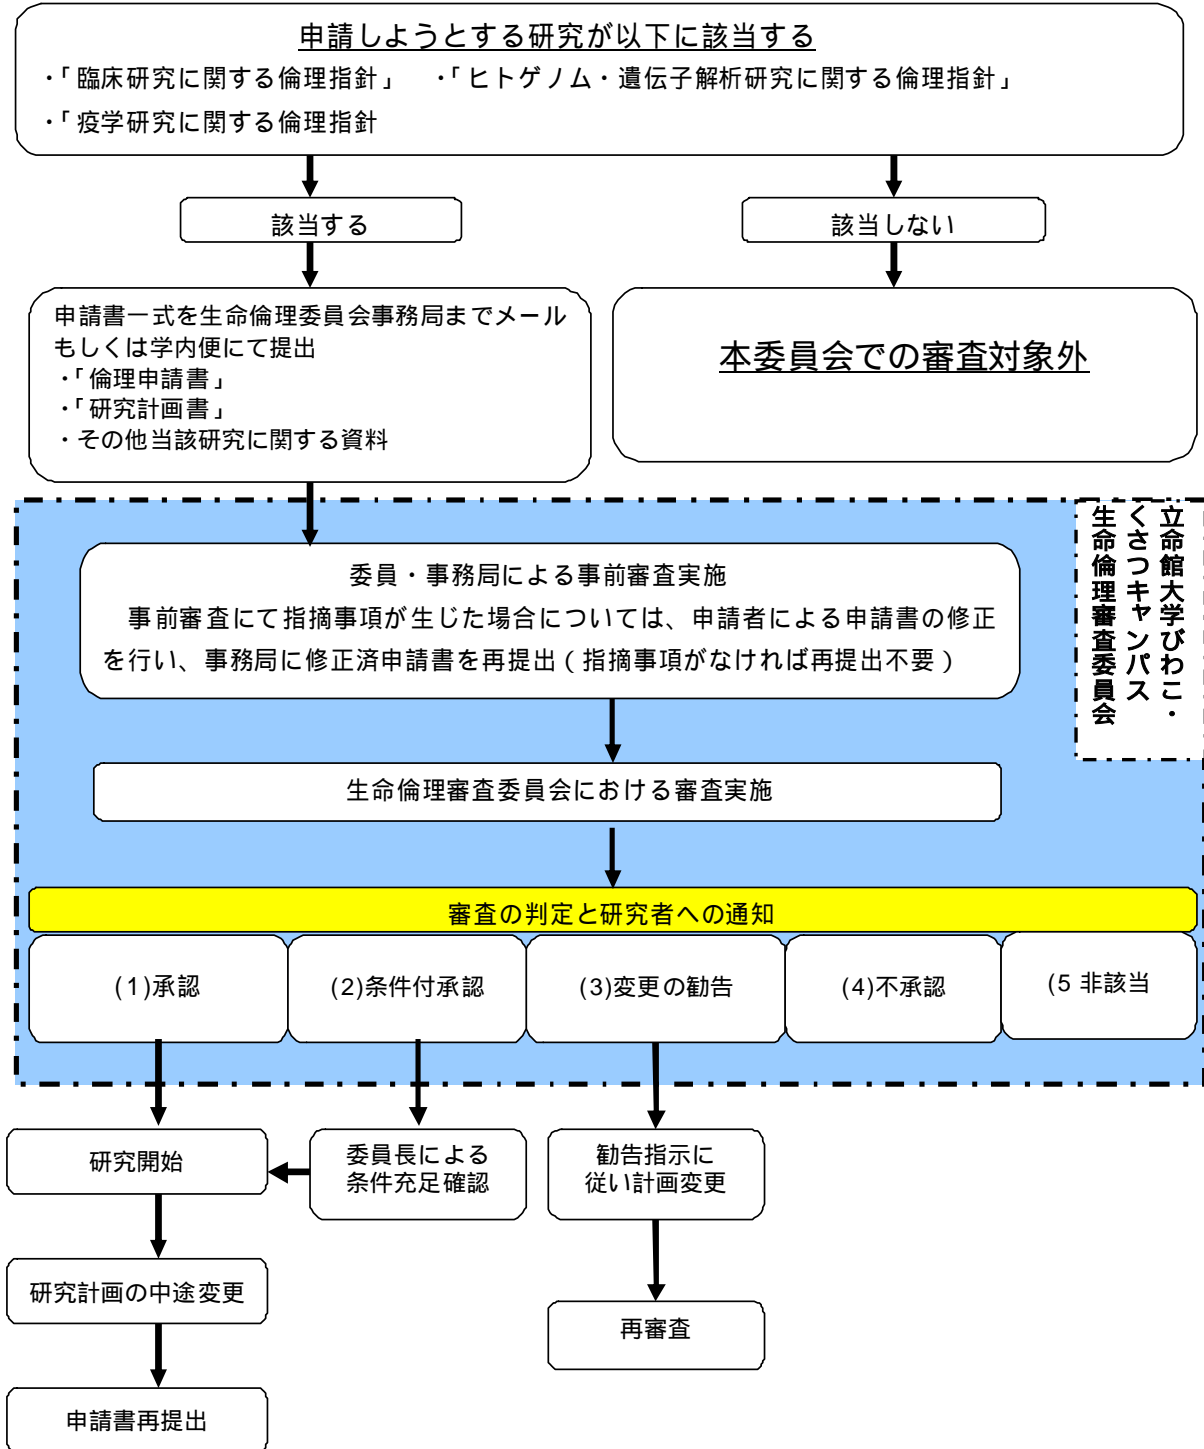 申請しようとする研究が以下に該当する
・「臨床研究に関する倫理指針」　・「ヒトゲノム・遺伝子解析研究に関する倫理指針」
・「疫学研究に関する倫理指針
該当する
該当しない
申請書一式を生命倫理委員会事務局までメール
もしくは学内便にて提出
・「倫理申請書」
・「研究計画書」
・その他当該研究に関する資料
本委員会での審査対象外
立命館大学びわこ・
くさつキャンパス
生命倫理審査委員会
委員・事務局による事前審査実施
事前審査にて指摘事項が生じた場合については、申請者による申請書の修正
を行い、事務局に修正済申請書を再提出（指摘事項がなければ再提出不要）
生命倫理審査委員会における審査実施
審査の判定と研究者への通知
(1)承認
(2)条件付承認
(3)変更の勧告
(4)不承認
(5 非該当
研究開始
委員長による
条件充足確認
勧告指示に
従い計画変更
研究計画の中途変更
再審査
申請書再提出